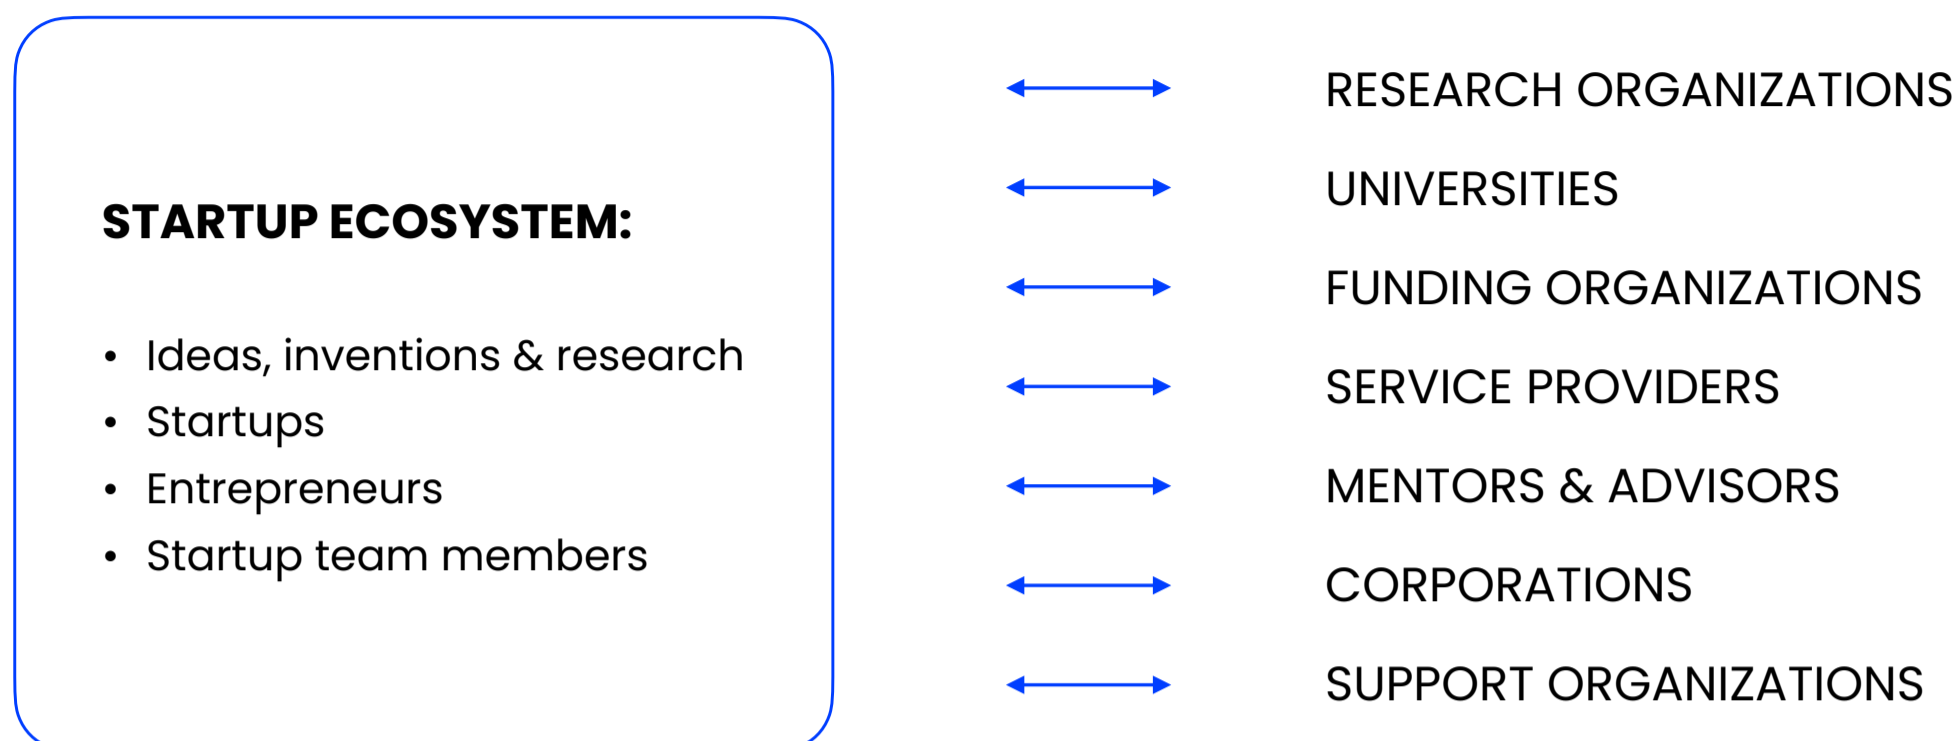 STARTUP ECOSYSTEM:
• Ideas, inventions & research
• Startups
• Entrepreneurs
• Startup team members
RESEARCH ORGANIZATIONS
UNIVERSITIES
FUNDING ORGANIZATIONS
SERVICE PROVIDERS
MENTORS & ADVISORS
CORPORATIONS
SUPPORT ORGANIZATIONS